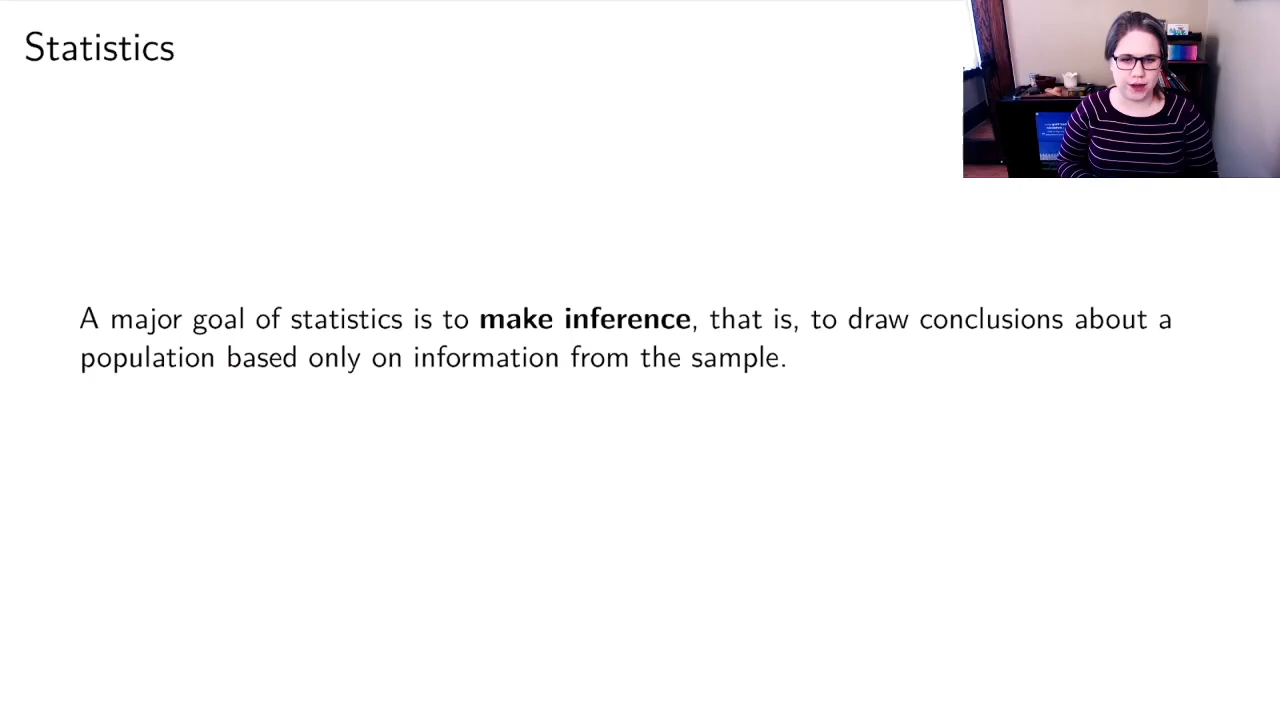 Statistics
A major goal of statistics is to make inference, that is, to draw conclusions about a
population based only on information from the sample.